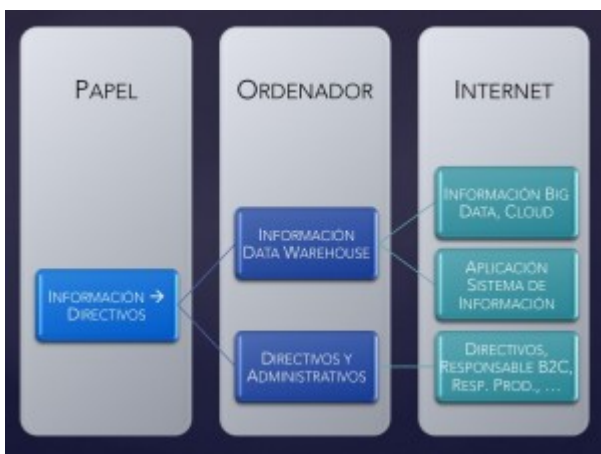 PAPEL
ORDENADOR
INTERNET
INFORMACIÓN →
DIRECTIVOS
INFORMACIÓN
DATA WAREHOUSE
DIRECTIVOS Y
ADMINISTRATIVOS
INFORMACIÓN BIG
DATA, CLOUD
APLICACIÓN
SISTEMA DE
INFORMACIÓN
DIRECTIVOS,
RESPONSABLE B2C,
RESP. PROD., ...